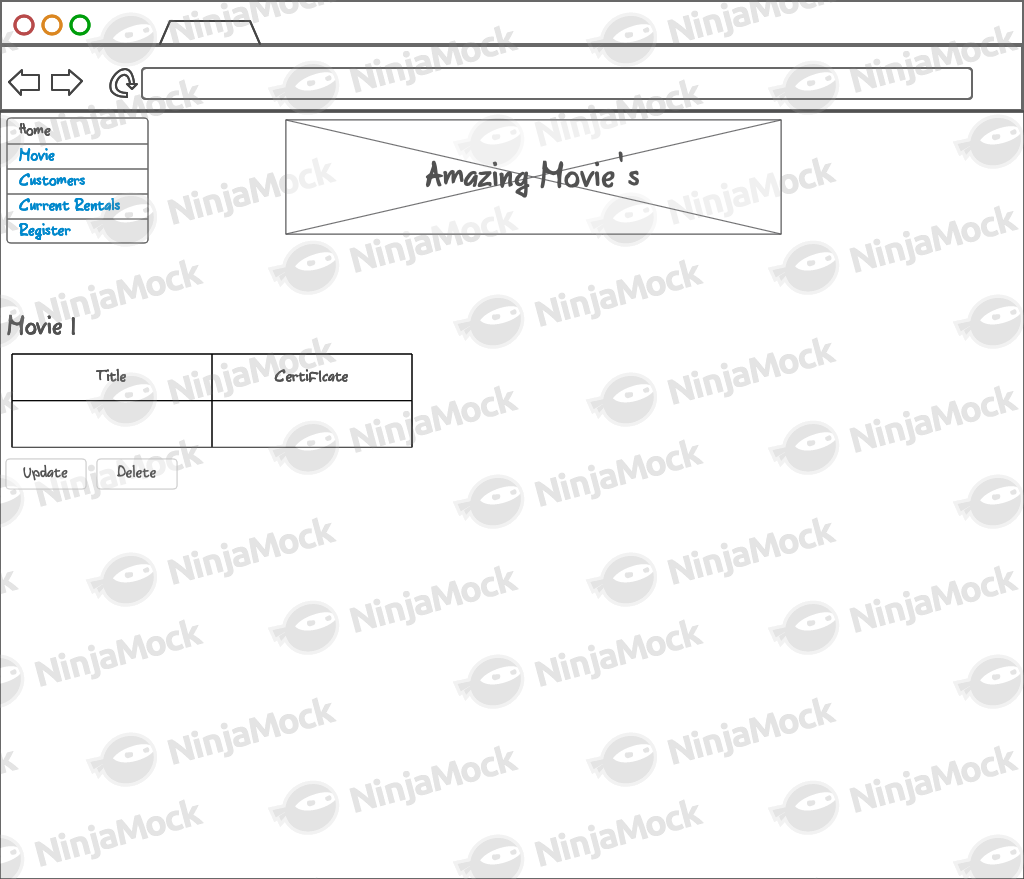 Home
Movie
Customers
Current Rentals
Register
Amazing Movie's
Movie 1
Title
Certificate
Update
Delete
NinjaMock